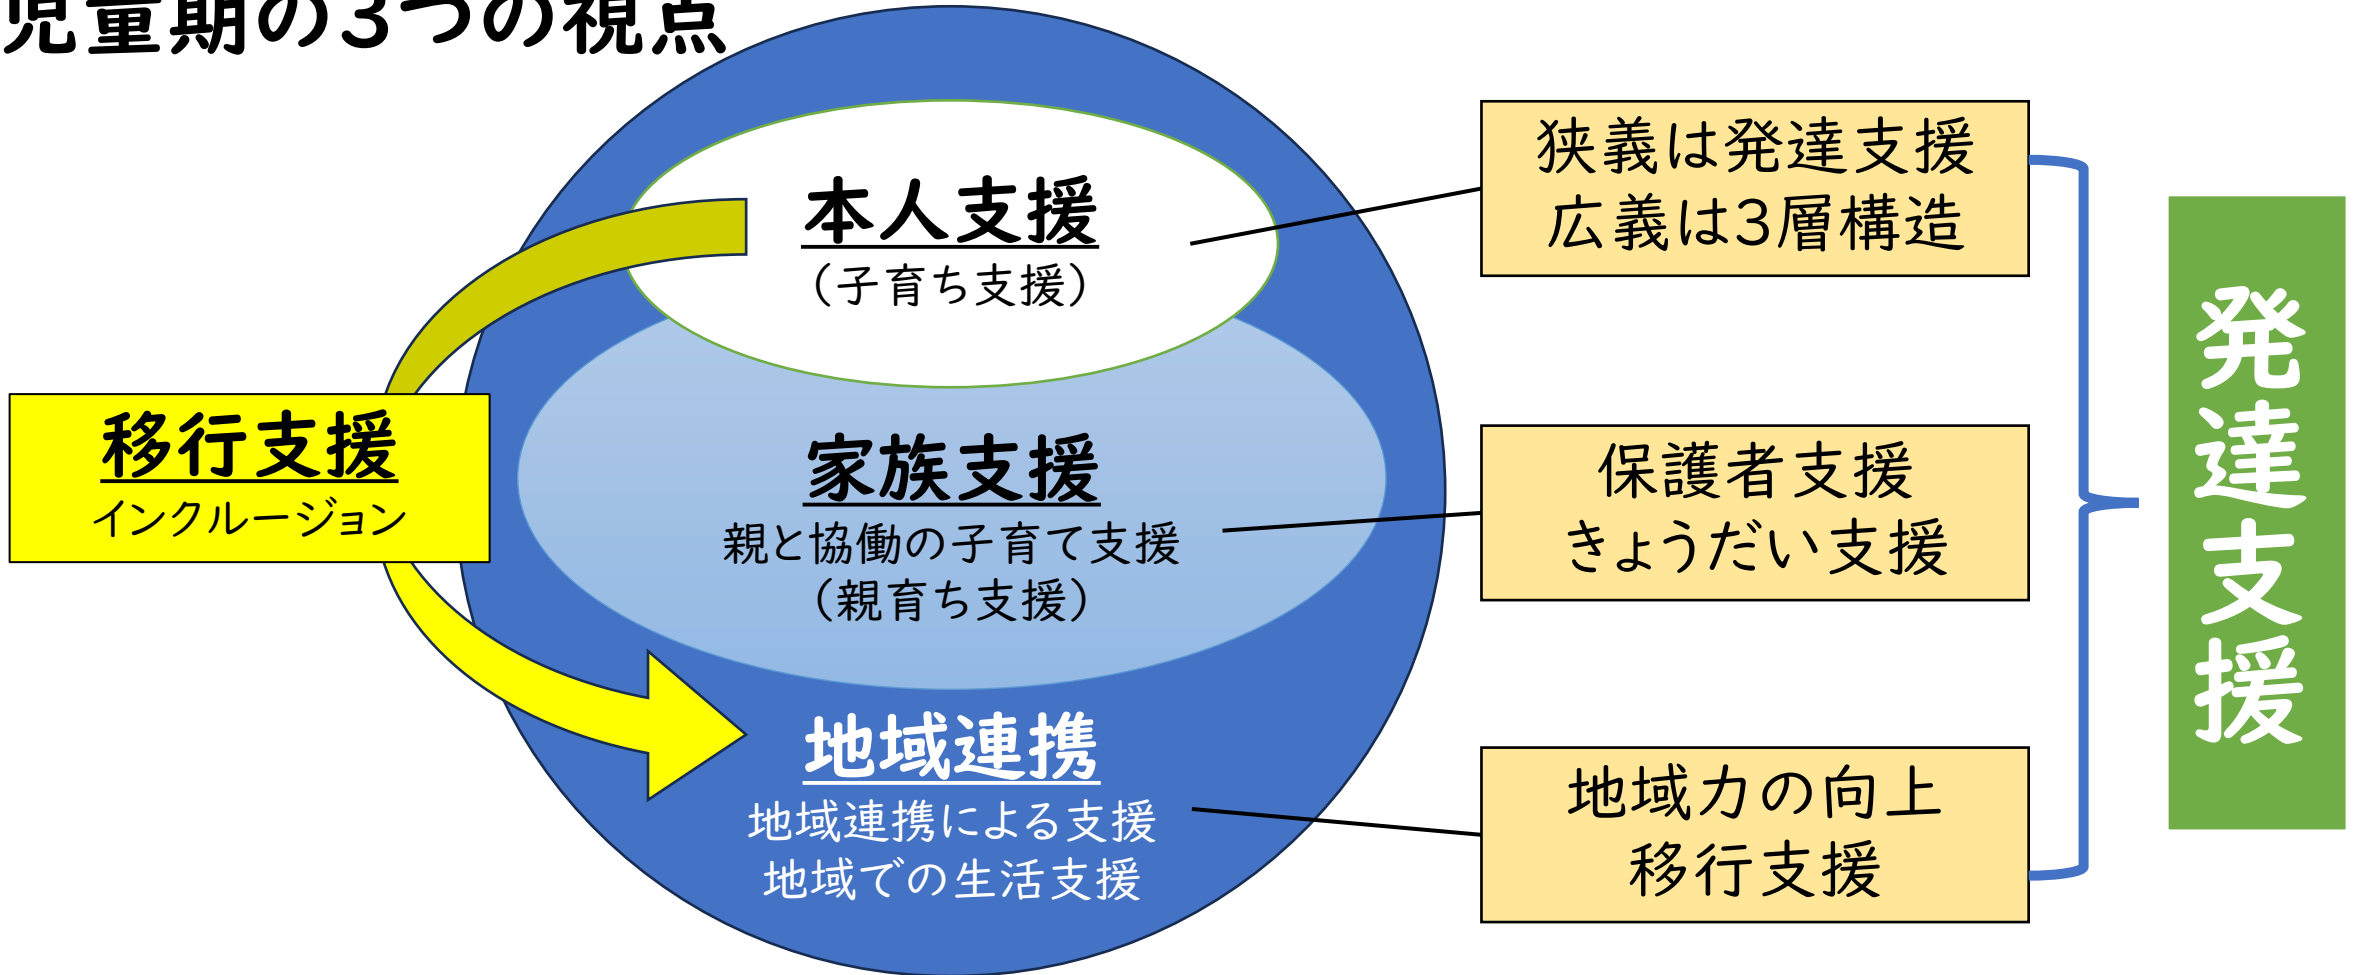 児童期の3つの視点
本人支援
(子育ち支援)
家族支援
親と協働の子育て支援
(親育ち支援)
地域連携
地域連携による支援
地域での生活支援
移行支援
インクルージョン
狭義は発達支援
広義は3層構造
保護者支援
きょうだい支援
地域力の向上
移行支援
発達支援